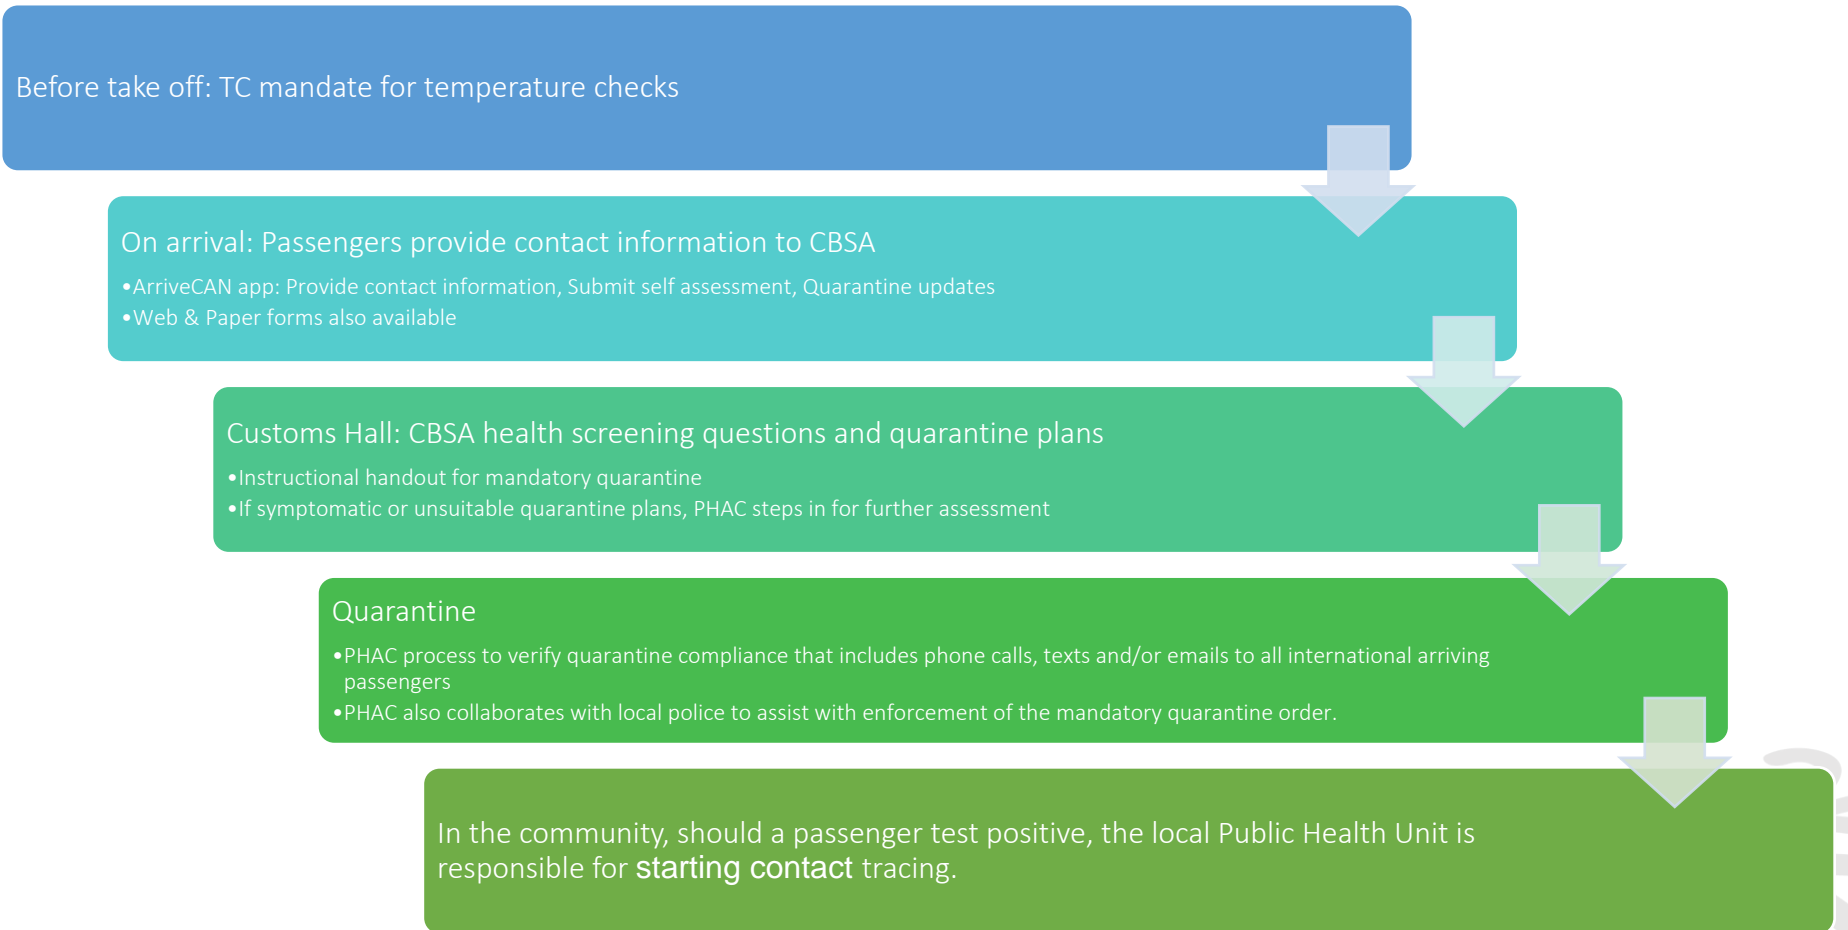 Before take off: TC mandate for temperature checks
On arrival: Passengers provide contact information to CBSA
•ArriveCAN app: Provide contact information, Submit self assessment, Quarantine updates
•Web & Paper forms also available
Customs Hall: CBSA health screening questions and quarantine plans
•Instructional handout for mandatory quarantine
•If symptomatic or unsuitable quarantine plans, PHAC steps in for further assessment
Quarantine
•PHAC process to verify quarantine compliance that includes phone calls, texts and/or emails to all international arriving
passengers
•PHAC also collaborates with local police to assist with enforcement of the mandatory quarantine order.
In the community, should a passenger test positive, the local Public Health Unit is
responsible for starting contact tracing.